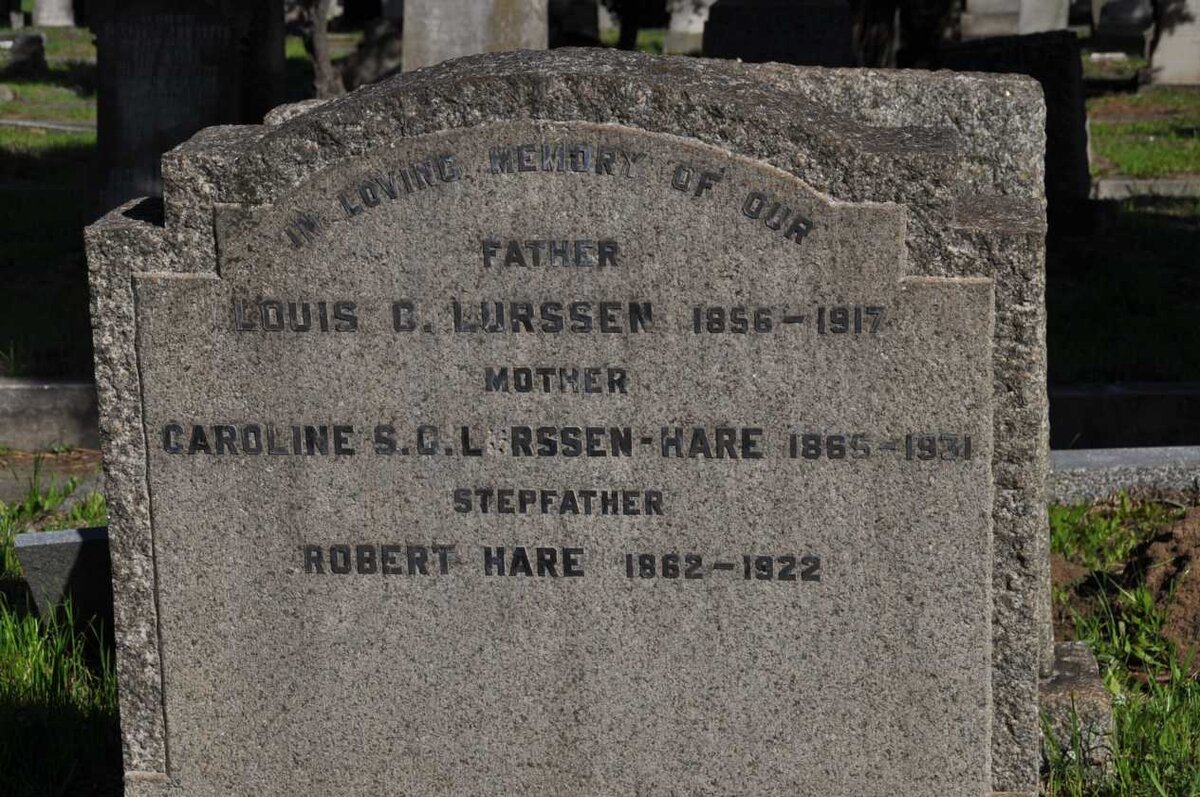 IN LOVING MEMORY OF OUR
FATHER
LOUIS C. LURSSEN 1856-1917
MOTHER
CAROLINE S.C.L RSSEN-HARE 1865-1931
STEPFATHER
ROBERT HARE 1862-1922